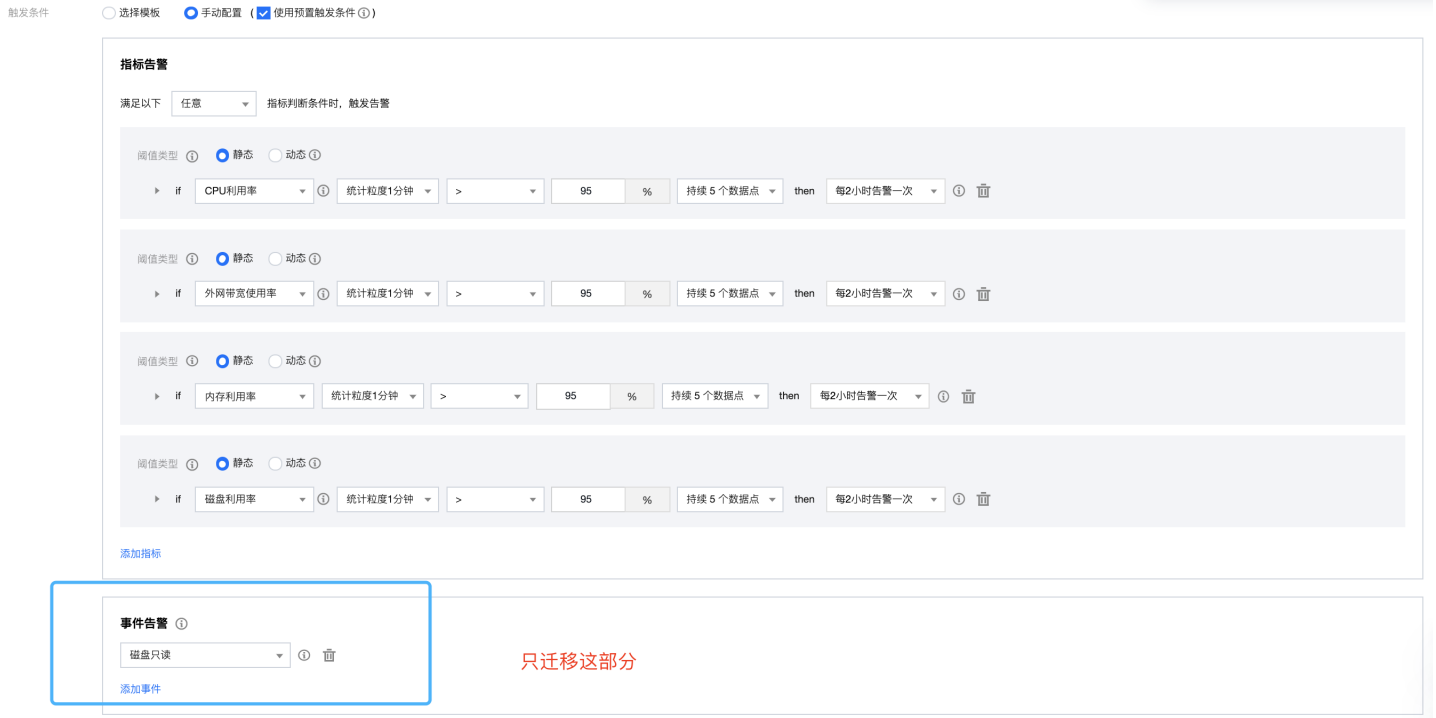 触发条件 选择模板 手动配置 ( 使用预置触发条件 )
指标告警
满足以下 任意 指标判断条件时，触发告警
阈值类型 静态 动态
if CPU利用率 统计粒度1分钟 > 95 % 持续 5 个数据点 then 每2小时告警一次
阈值类型 静态 动态
if 外网带宽使用率 统计粒度1分钟 > 95 % 持续 5 个数据点 then 每2小时告警一次
阈值类型 静态 动态
if 内存利用率 统计粒度1分钟 > 95 % 持续 5 个数据点 then 每2小时告警一次
阈值类型 静态 动态
if 磁盘利用率 统计粒度1分钟 > 95 % 持续 5 个数据点 then 每2小时告警一次
添加指标
事件告警
磁盘只读
只迁移这部分
添加事件